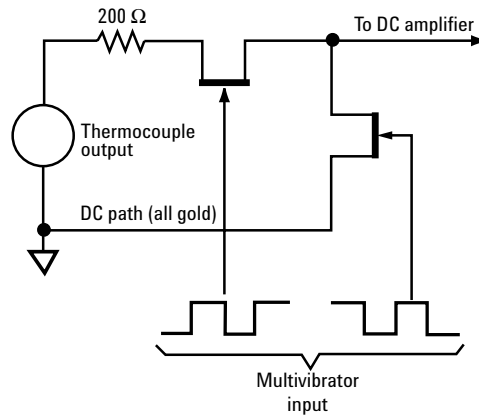 200 Ω
To DC amplifier
Thermocouple
output
DC path (all gold)
Multivibrator
input